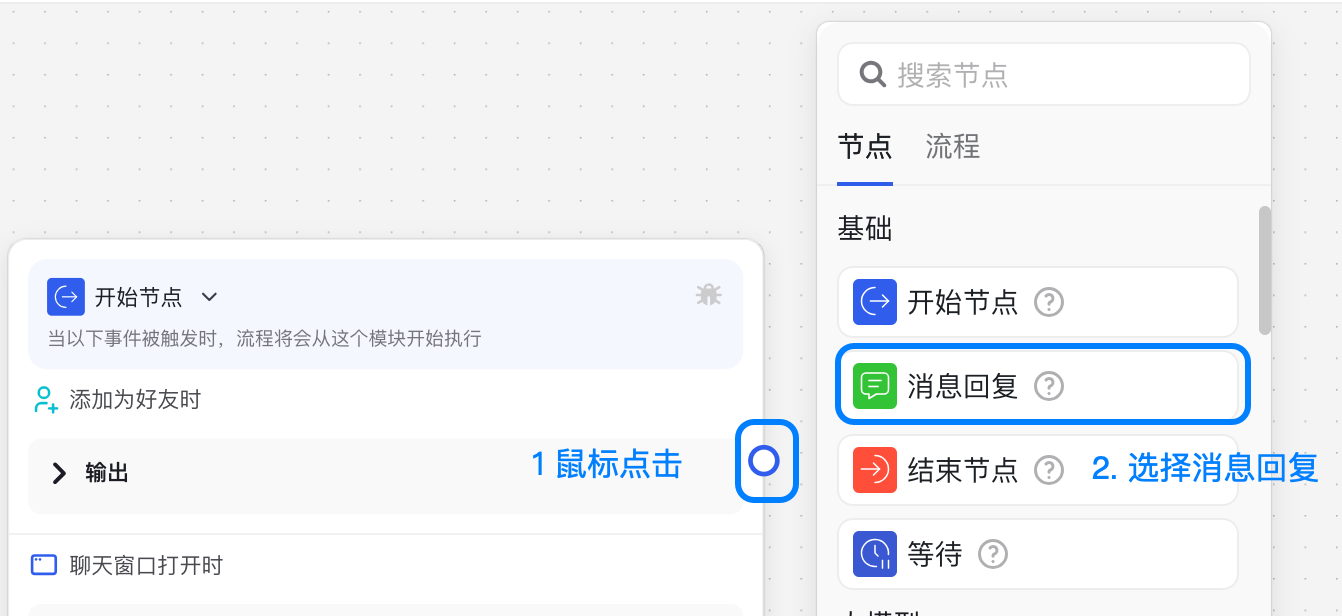 搜索节点
节点 流程
基础
开始节点
消息回复
结束节点
2. 选择消息回复
等待
开始节点
当以下事件被触发时，流程将会从这个模块开始执行
添加为好友时
输出
1 鼠标点击
聊天窗口打开时